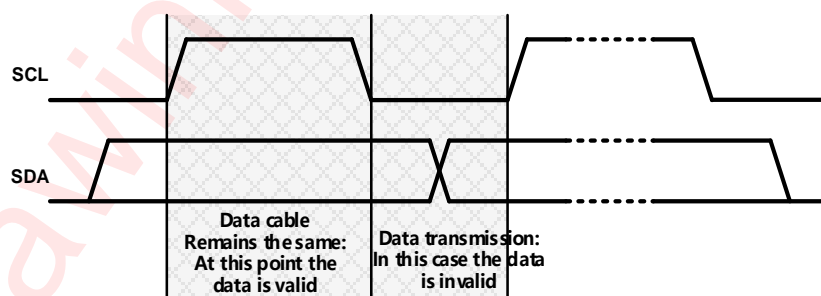 SCL
SDA
Data cable
Remains the same:
At this point the
data is valid
Data transmission:
In this case the data
is invalid